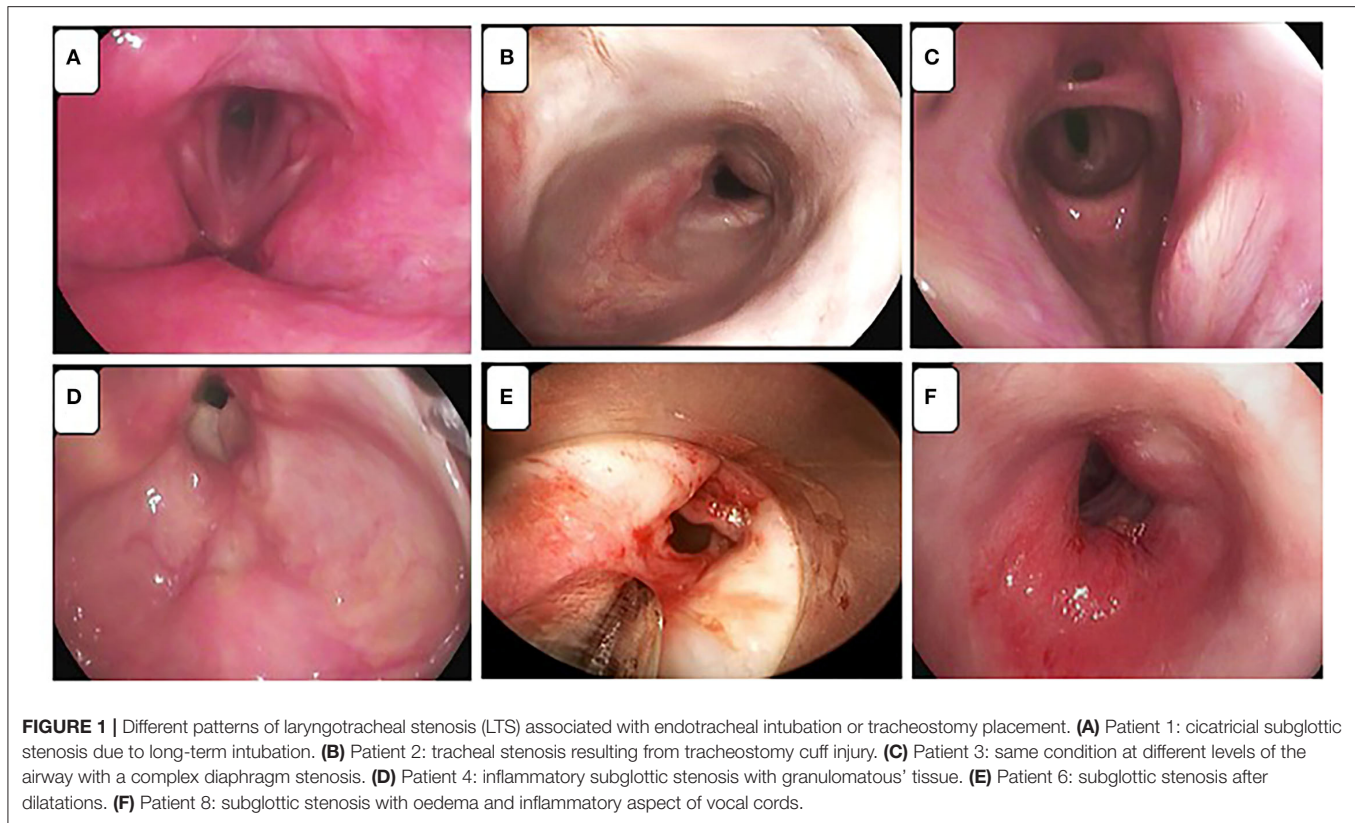 A
B
C
D
E
F
FIGURE 1 | Different patterns of laryngotracheal stenosis (LTS) associated with endotracheal intubation or tracheostomy placement. (A) Patient 1: cicatricial subglottic
stenosis due to long-term intubation. (B) Patient 2: tracheal stenosis resulting from tracheostomy cuff injury. (C) Patient 3: same condition at different levels of the
airway with a complex diaphragm stenosis. (D) Patient 4: inflammatory subglottic stenosis with granulomatous’ tissue. (E) Patient 6: subglottic stenosis after
dilatations. (F) Patient 8: subglottic stenosis with oedema and inflammatory aspect of vocal cords.